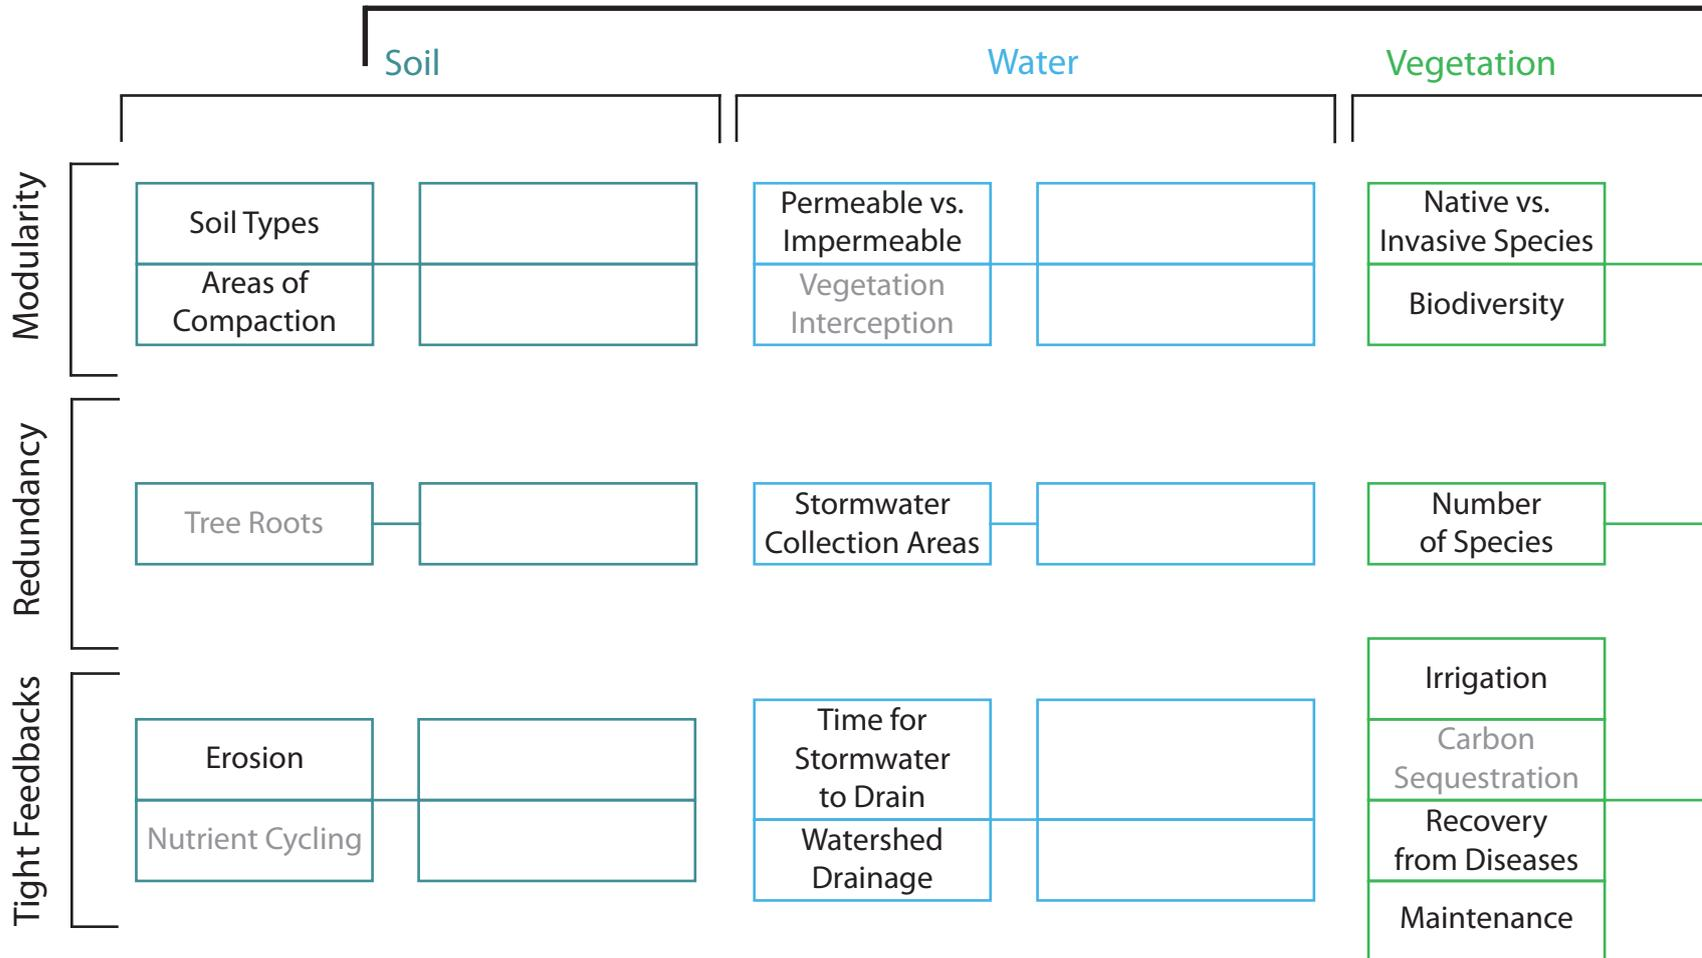 Soil
Water
Vegetation
Modularity
Soil Types
Areas of
Compaction
Permeable vs.
Impermeable
Vegetation
Interception
Native vs.
Invasive Species
Biodiversity
Redundancy
Tree Roots
Stormwater
Collection Areas
Number
of Species
Tight Feedbacks
Erosion
Nutrient Cycling
Time for
Stormwater
to Drain
Watershed
Drainage
Irrigation
Carbon
Sequestration
Recovery
from Diseases
Maintenance